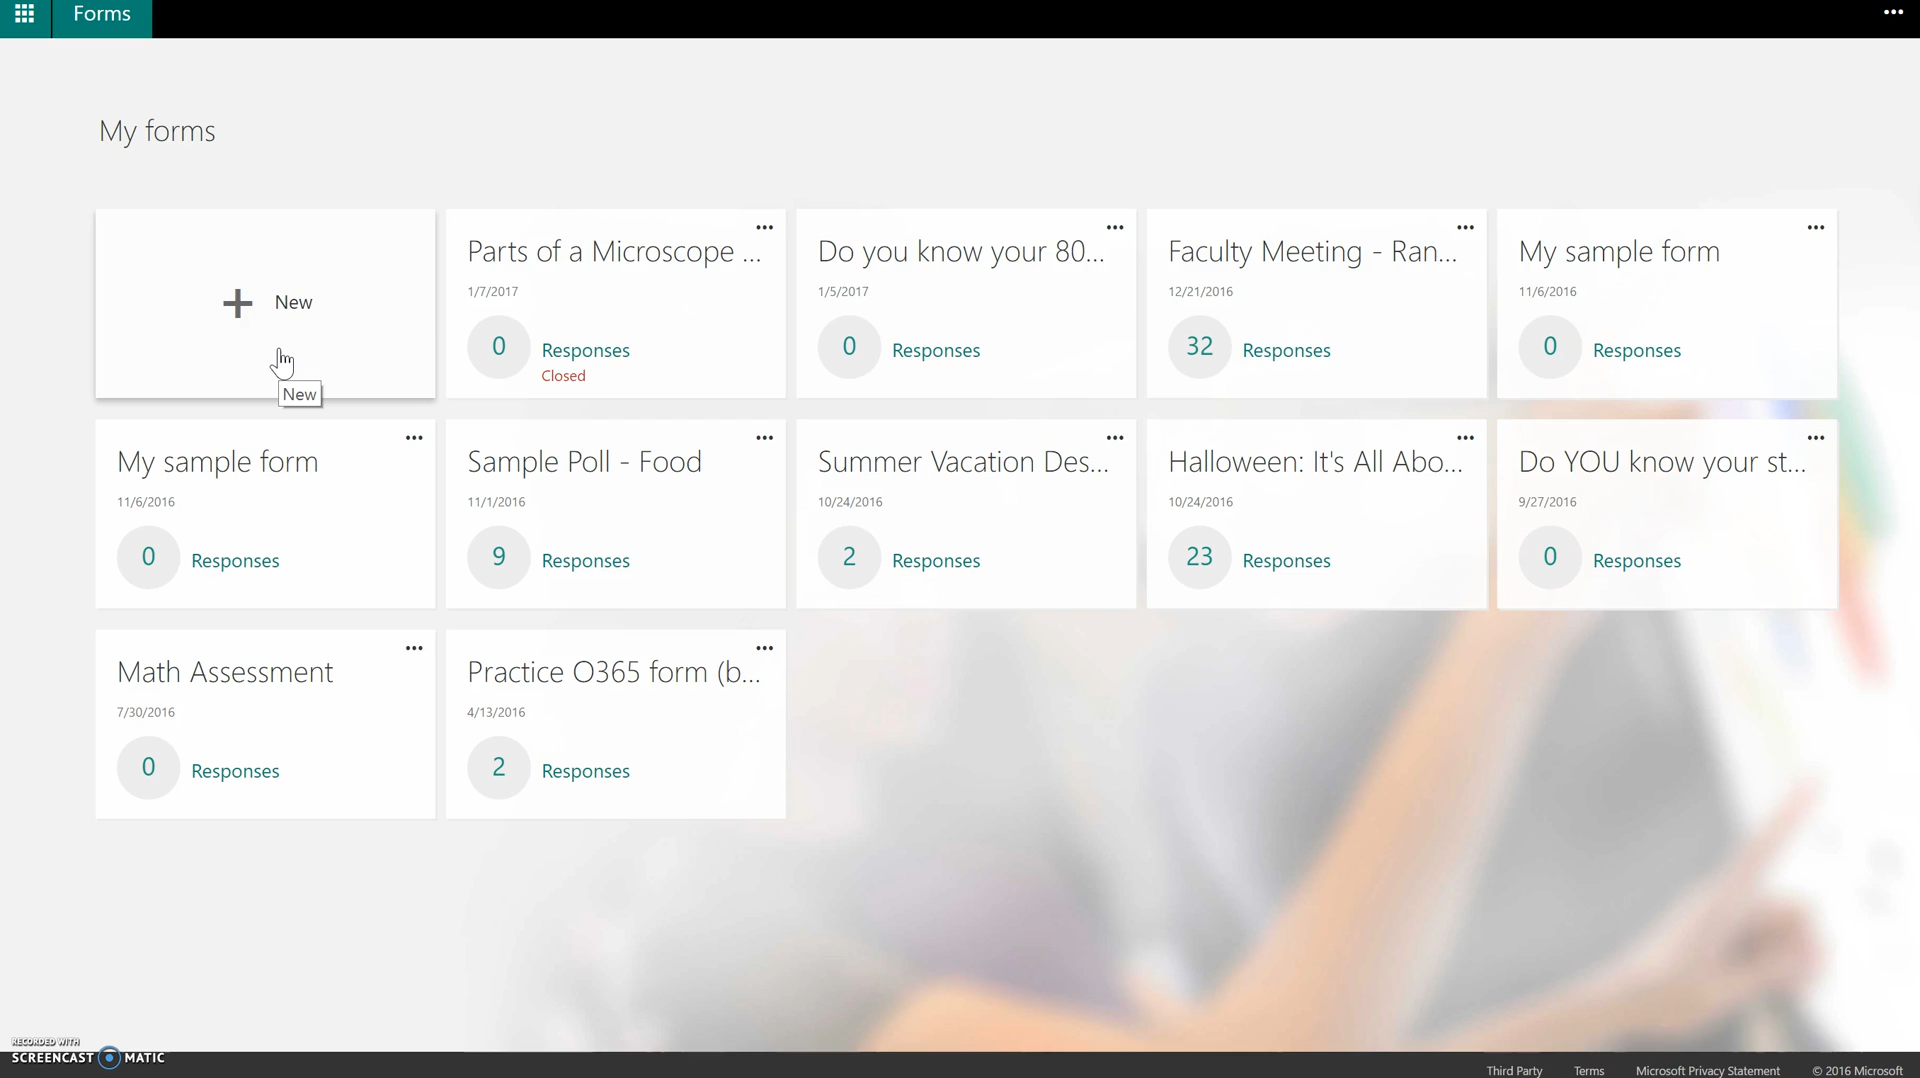 Forms
...
My forms
New
New
...
Parts of a Microscope ...
1/7/2017
0 Responses
Closed
...
Do you know your 80...
1/5/2017
0 Responses
...
Faculty Meeting - Ran...
12/21/2016
32 Responses
...
My sample form
11/6/2016
0 Responses
...
My sample form
11/6/2016
0 Responses
...
Sample Poll - Food
11/1/2016
9 Responses
...
Summer Vacation Des...
10/24/2016
2 Responses
...
Halloween: It's All Abo...
10/24/2016
23 Responses
...
Do YOU know your st...
9/27/2016
0 Responses
...
Math Assessment
7/30/2016
0 Responses
...
Practice O365 form (b...
4/13/2016
2 Responses
RECORDED WITH
SCREENCAST MATIC
Third Party Terms Microsoft Privacy Statement © 2016 Microsoft